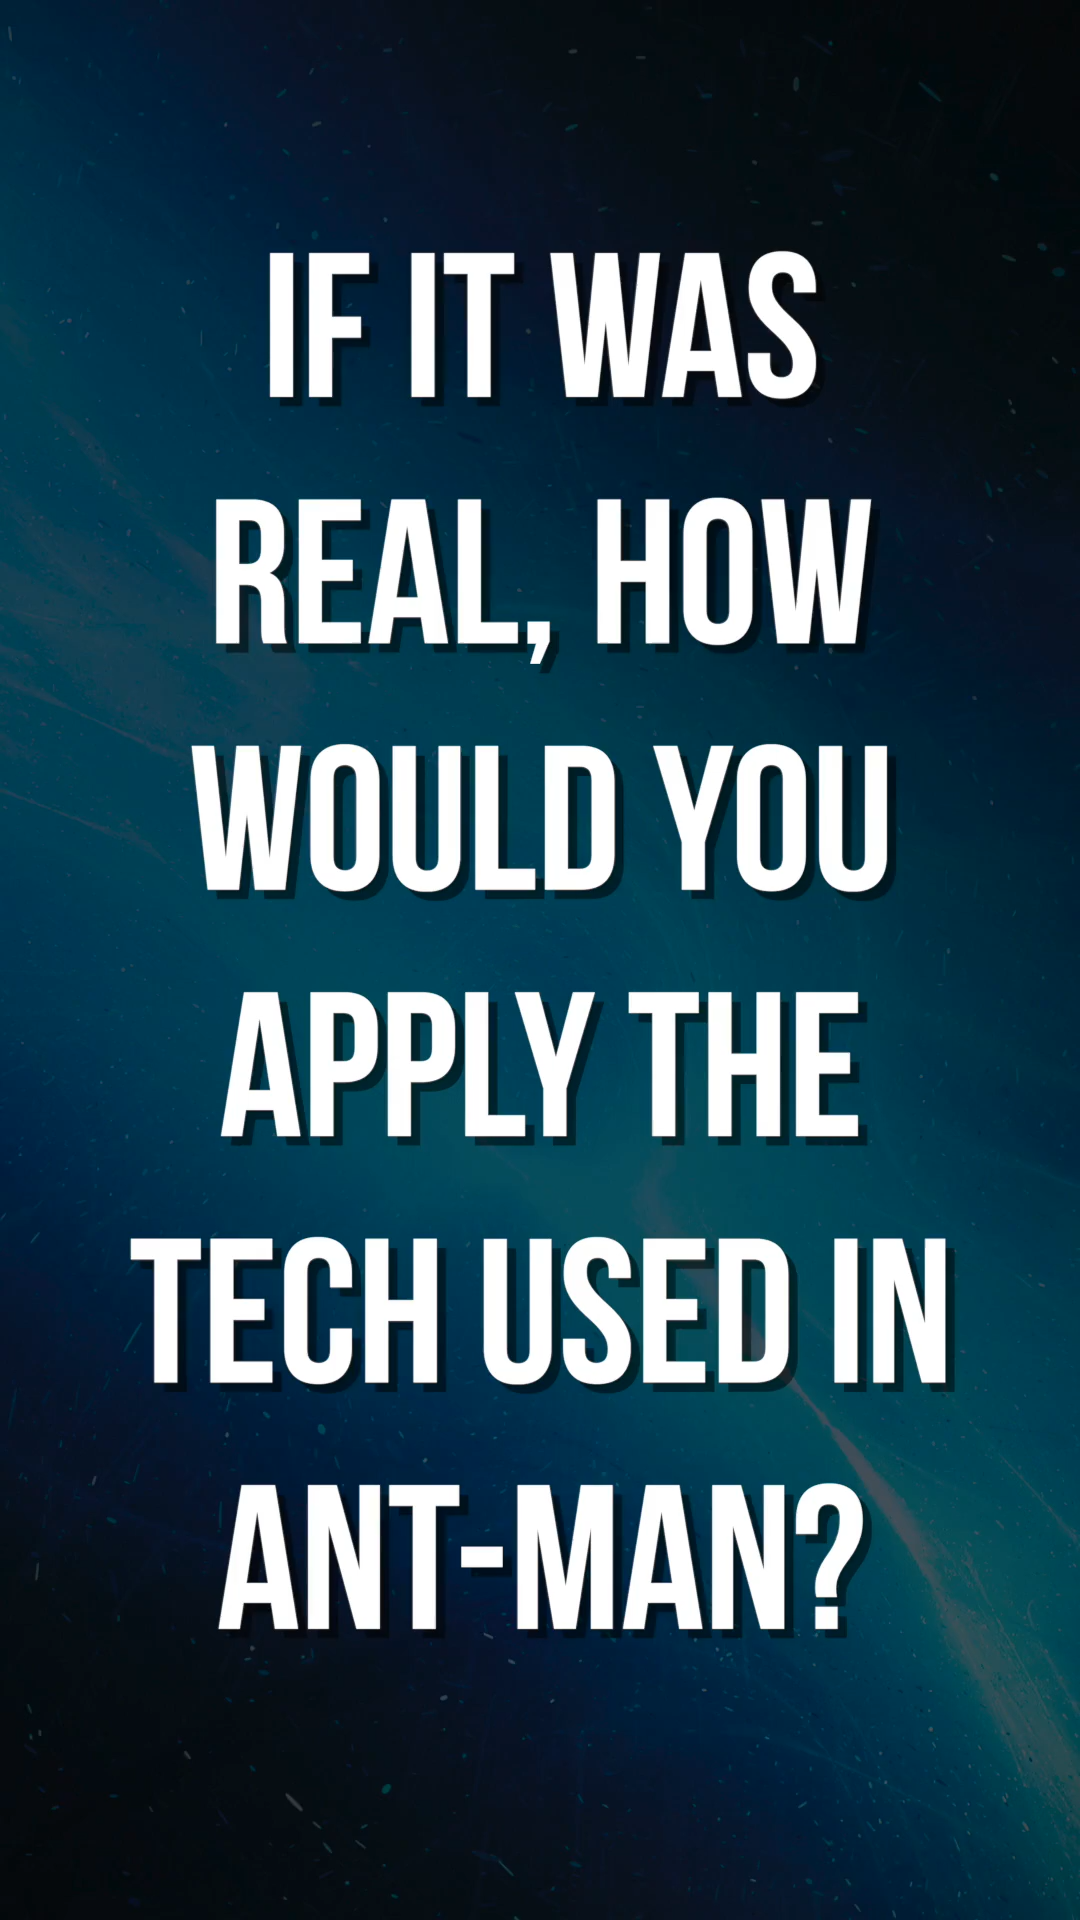 IF IT WAS
REAL, HOW
WOULD YOU
APPLY THE
TECH USED IN
ANT-MAN?